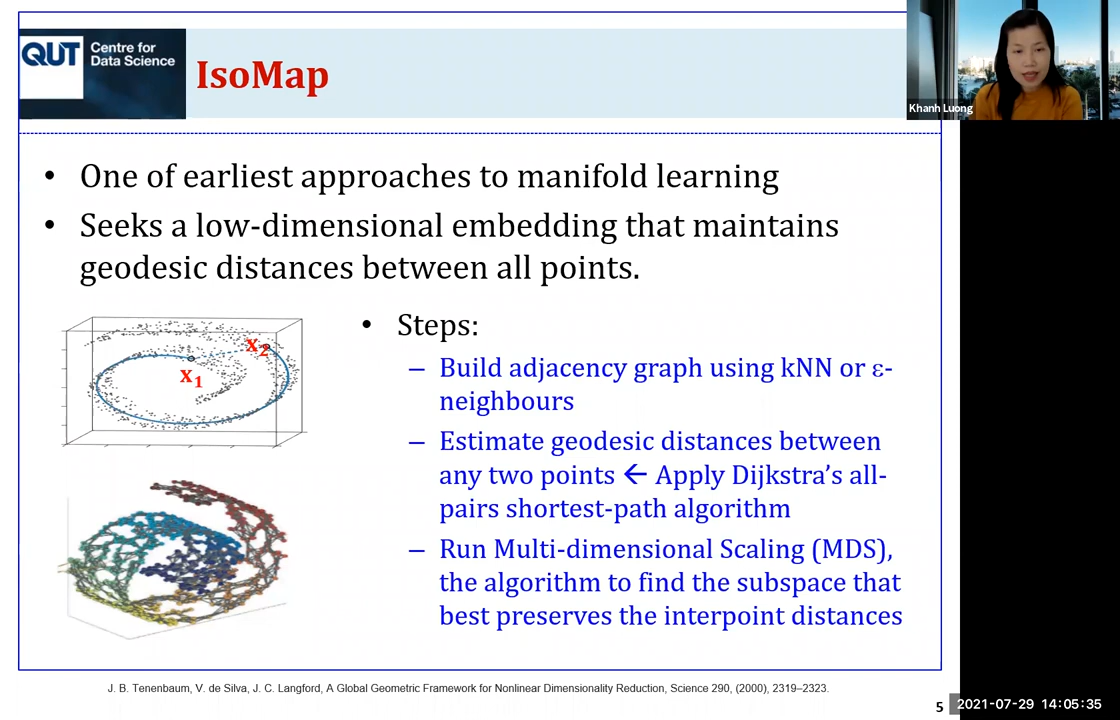 QUT
Centre for
Data Science
IsoMap
Khanh Luong
• One of earliest approaches to manifold learning
• Seeks a low-dimensional embedding that maintains
geodesic distances between all points.
x₂
x₁
• Steps:
– Build adjacency graph using kNN or ε-
neighbours
– Estimate geodesic distances between
any two points ← Apply Dijkstra’s all-
pairs shortest-path algorithm
– Run Multi-dimensional Scaling (MDS),
the algorithm to find the subspace that
best preserves the interpoint distances
J. B. Tenenbaum, V. de Silva, J. C. Langford, A Global Geometric Framework for Nonlinear Dimensionality Reduction, Science 290, (2000), 2319–2323.
5
2021-07-29 14:05:35